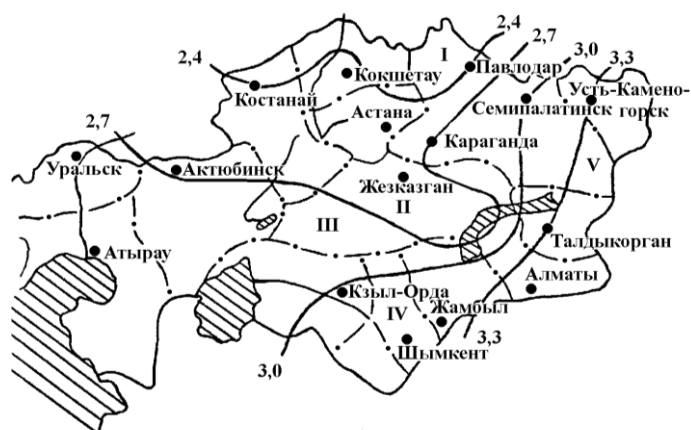 2,4
I
2,4
2,7
3,0
3,3
Кокшетау
Павлодар
Костанай
Семипалатинск
Усть-Камено-
горск
Астана
2,7
Караганда
V
Уральск
Актюбинск
Жезказган
II
III
Талдыкорган
Атырау
Алматы
Кзыл-Орда
IV
Жамбыл
3,3
Шымкент
3,0